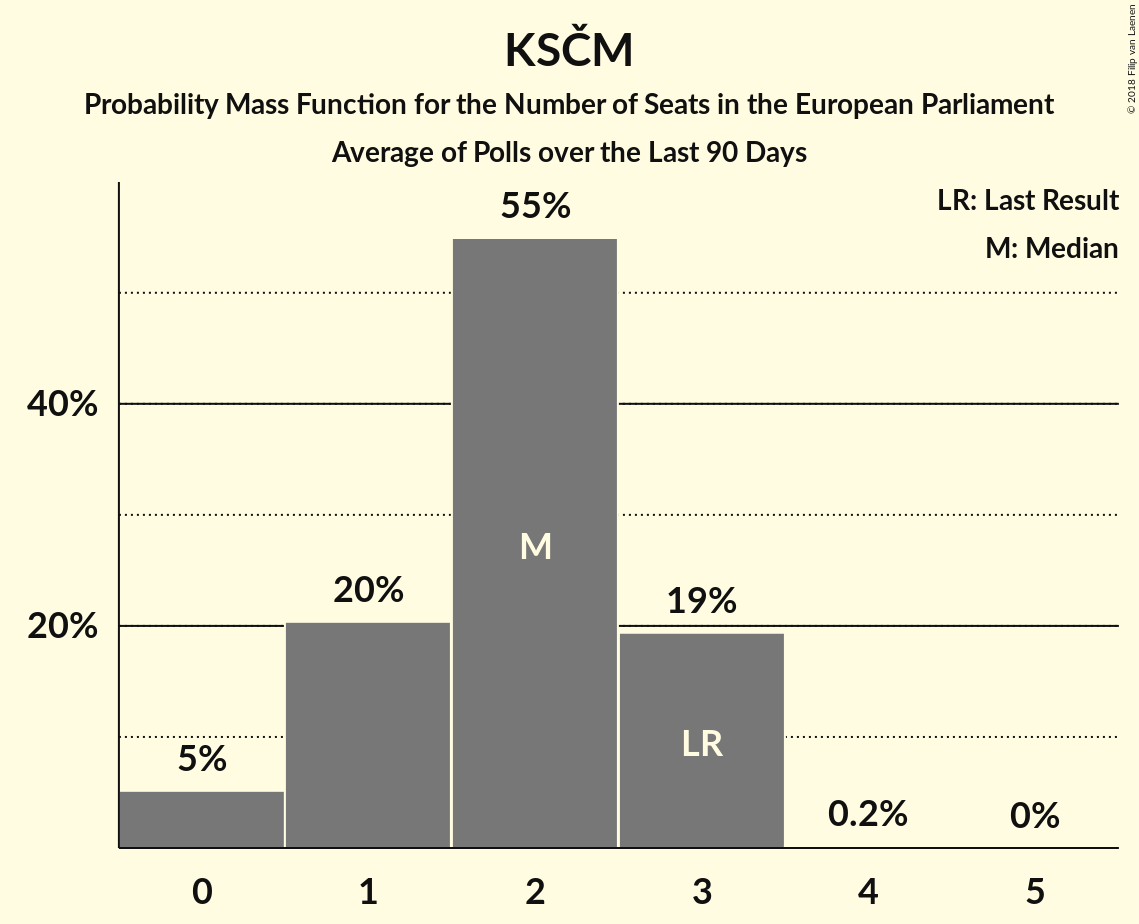 KSČM
Probability Mass Function for the Number of Seats in the European Parliament
Average of Polls over the Last 90 Days
© 2018 Filip van Laenen
LR: Last Result
M: Median
55%
40%
M
20%
19%
20%
LR
5%
0.2%
0%
0 1 2 3 4 5